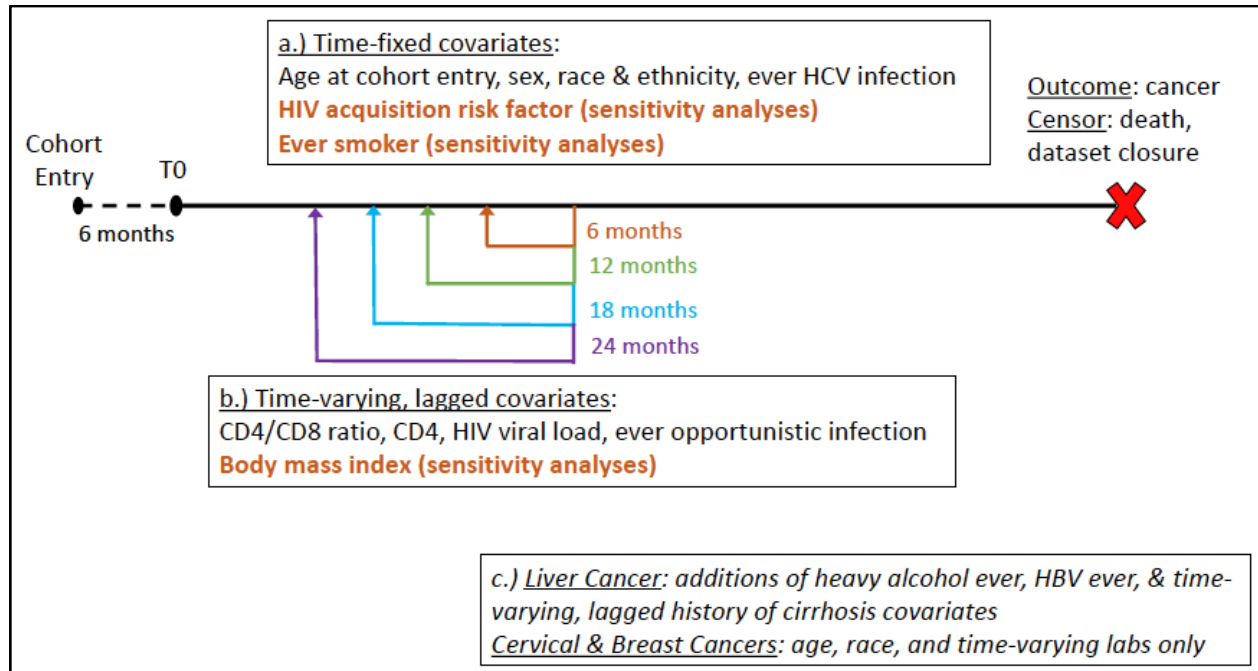 a.) Time-fixed covariates:
Age at cohort entry, sex, race & ethnicity, ever HCV infection
HIV acquisition risk factor (sensitivity analyses)
Ever smoker (sensitivity analyses)
Outcome: cancer
Censor: death,
dataset closure
Cohort
Entry
T0
6 months
6 months
12 months
18 months
24 months
b.) Time-varying, lagged covariates:
CD4/CD8 ratio, CD4, HIV viral load, ever opportunistic infection
Body mass index (sensitivity analyses)
c.) Liver Cancer: additions of heavy alcohol ever, HBV ever, & time-
varying, lagged history of cirrhosis covariates
Cervical & Breast Cancers: age, race, and time-varying labs only